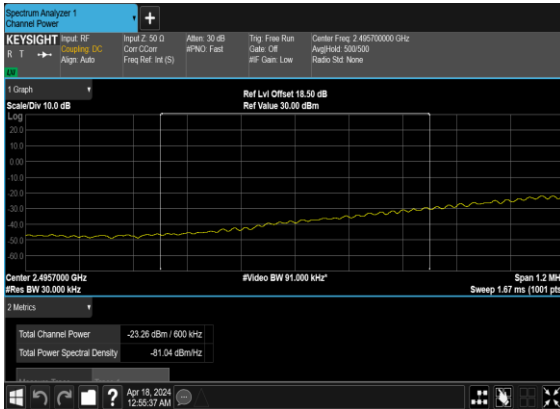 Spectrum Analyzer 1
Channel Power
+
KEYSIGHT Input: RF Input Z: 50 Ω Atten: 30 dB Trig: Free Run Center Freq: 2.495700000 GHz
R T Coupling: DC Corr CCorr #PNO: Fast Gate: Off Avg|Hold: 500/500
Align: Auto Freq Ref: Int (S) #IF Gain: Low Radio Std: None
1 Graph
Ref Lvl Offset 18.50 dB
Scale/Div 10.0 dB Ref Value 30.00 dBm
Log
20.0
10.0
0.00
-10.0
-20.0
-30.0
-40.0
-50.0
-60.0
Center 2.4957000 GHz #Video BW 91.000 kHz* Span 1.2 MH
#Res BW 30.000 kHz Sweep 1.67 ms (1001 pts
2 Metrics
Total Channel Power -23.26 dBm / 600 kHz
Total Power Spectral Density -81.04 dBm/Hz
?
Apr 18, 2024
12:55:37 AM